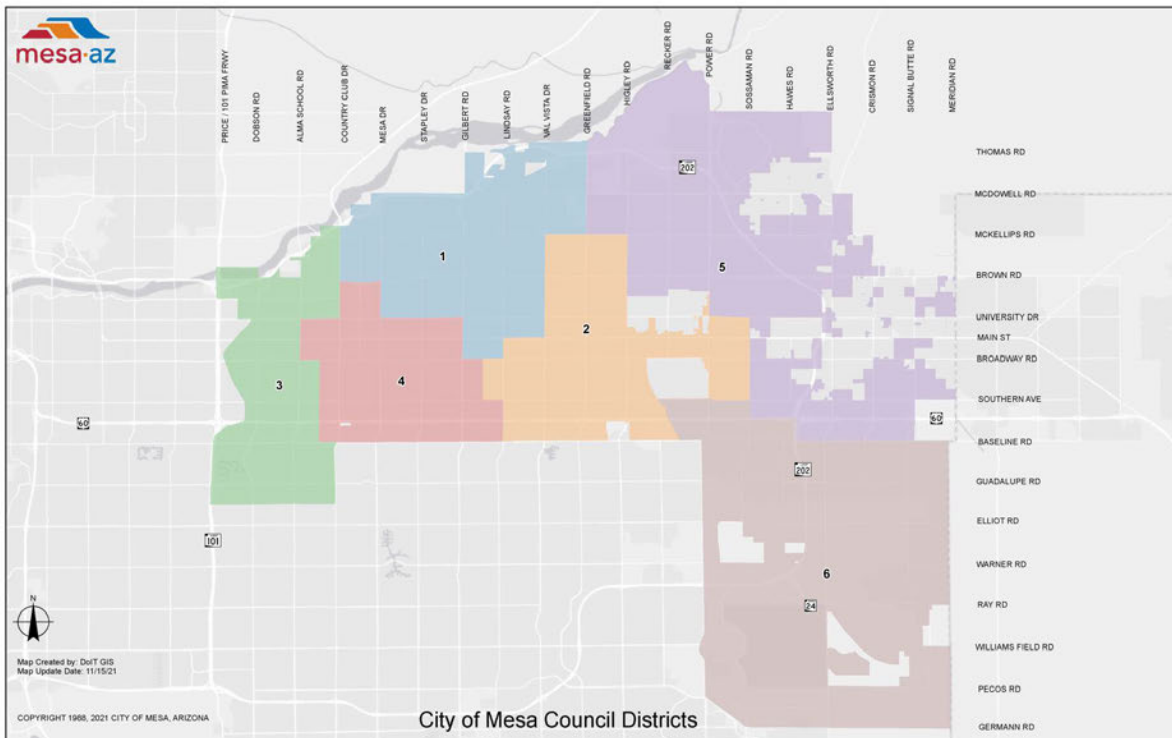 mesa·az
PRICE / 101 PIMA FRWY
DOBSON RD
ALMA SCHOOL RD
COUNTRY CLUB DR
MESA DR
STAPLEY DR
GILBERT RD
LINDSAY RD
VAL VISTA DR
GREENFIELD RD
HIGLEY RD
RECKER RD
POWER RD
SOSSAMAN RD
HAWES RD
ELLSWORTH RD
CRISMON RD
SIGNAL BUTTE RD
MERIDIAN RD
THOMAS RD
202
MCDOWELL RD
MCKELLIPS RD
1
5
BROWN RD
UNIVERSITY DR
2
MAIN ST
BROADWAY RD
3
4
SOUTHERN AVE
60
60
BASELINE RD
202
GUADALUPE RD
ELLIOT RD
101
WARNER RD
6
RAY RD
24
N
WILLIAMS FIELD RD
Map Created by: DoIT GIS
Map Update Date: 11/15/21
PECOS RD
COPYRIGHT 1988, 2021 CITY OF MESA, ARIZONA
City of Mesa Council Districts
GERMANN RD